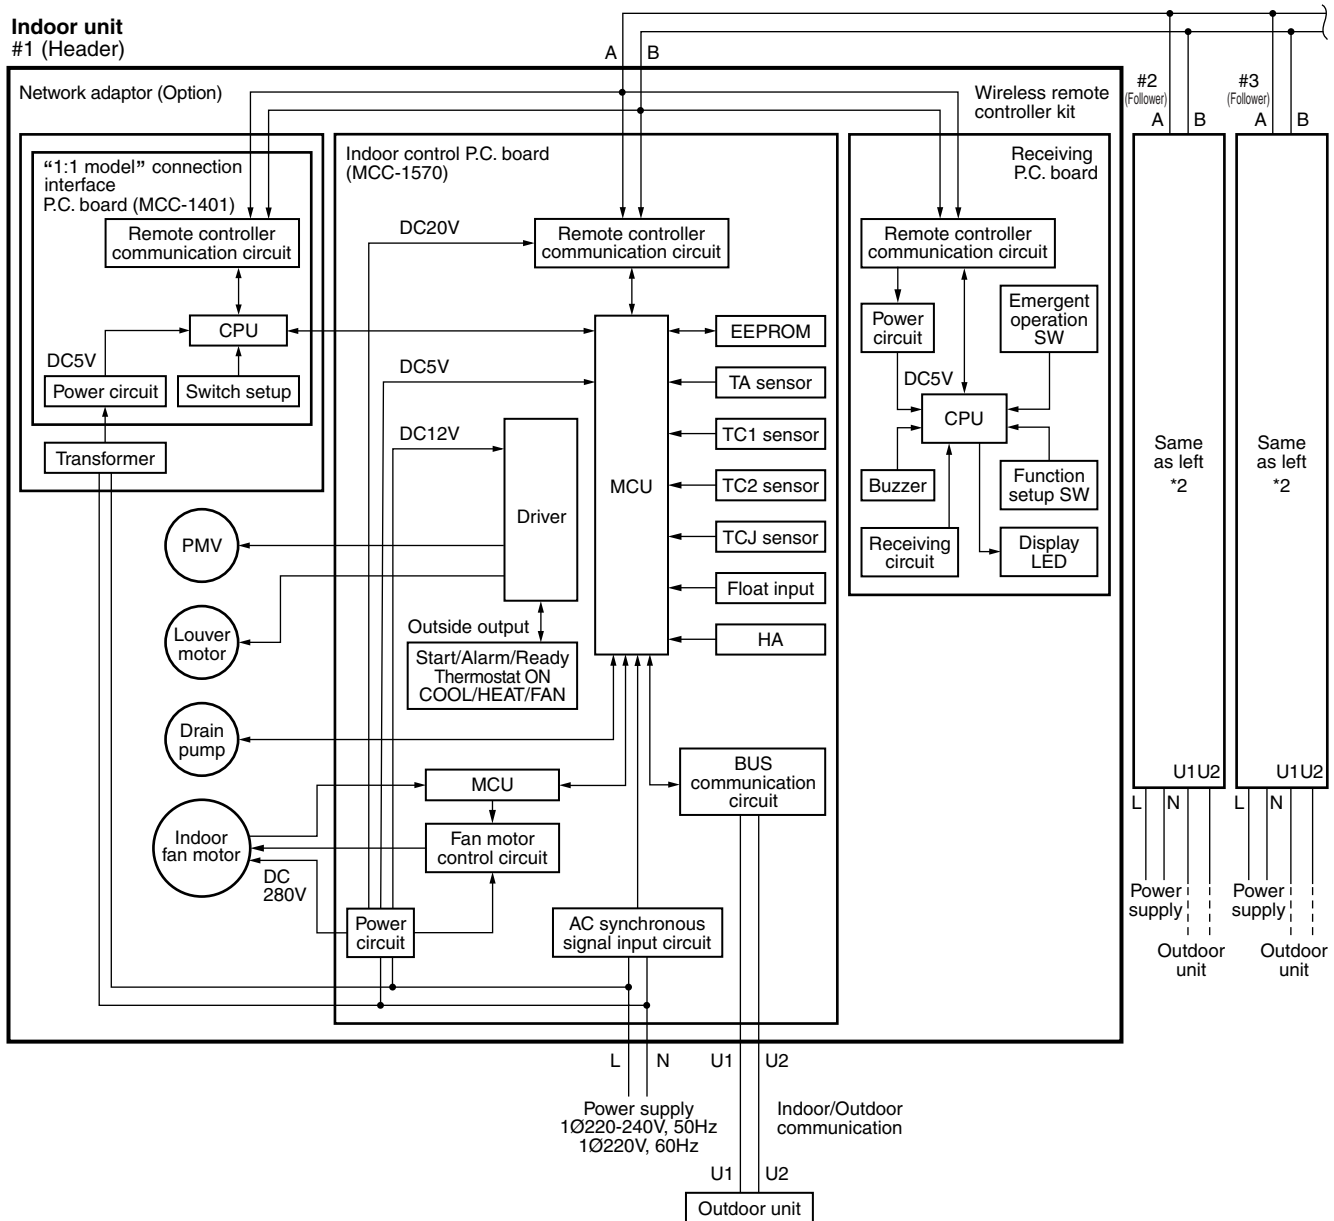 Indoor unit
#1 (Header)
A B
Network adaptor (Option)
Wireless remote
controller kit
#2
(Follower)
A B
#3
(Follower)
A B
“1:1 model” connection
interface
P.C. board (MCC-1401)
Remote controller
communication circuit
CPU
DC5V
Power circuit
Switch setup
Transformer
Indoor control P.C. board
(MCC-1570)
DC20V
Remote controller
communication circuit
DC5V
DC12V
Driver
MCU
EEPROM
TA sensor
TC1 sensor
TC2 sensor
TCJ sensor
Float input
HA
Outside output
Start/Alarm/Ready
Thermostat ON
COOL/HEAT/FAN
Receiving
P.C. board
Remote controller
communication circuit
Power
circuit
Emergent
operation
SW
DC5V
CPU
Buzzer
Function
setup SW
Receiving
circuit
Display
LED
Same
as left
*2
Same
as left
*2
PMV
Louver
motor
Drain
pump
Indoor
fan motor
DC
280V
MCU
Fan motor
control circuit
BUS
communication
circuit
Power
circuit
AC synchronous
signal input circuit
U1U2
L N
Power
supply
Outdoor
unit
U1U2
L N
Power
supply
Outdoor
unit
L N
U1 U2
Power supply
1Ø220-240V, 50Hz
1Ø220V, 60Hz
Indoor/Outdoor
communication
U1 U2
Outdoor unit